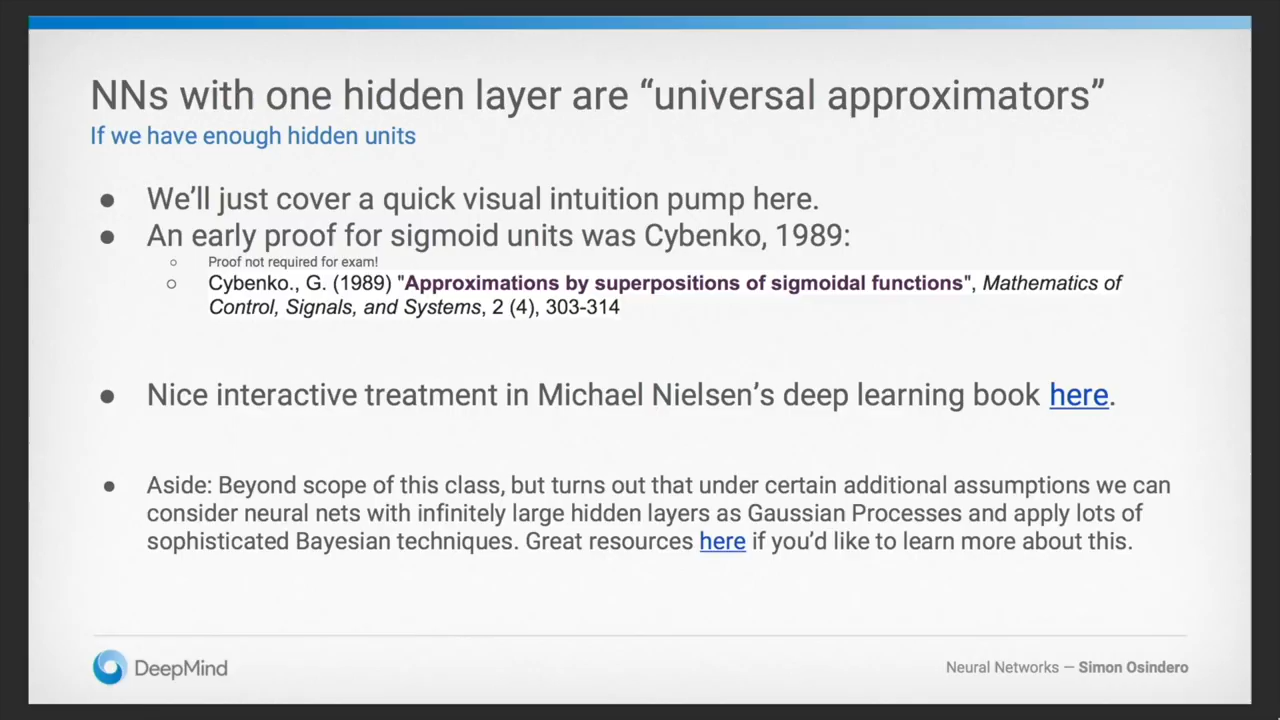 NNs with one hidden layer are “universal approximators”
If we have enough hidden units
● We’ll just cover a quick visual intuition pump here.
● An early proof for sigmoid units was Cybenko, 1989:
○ Proof not required for exam!
○ Cybenko., G. (1989) "Approximations by superpositions of sigmoidal functions", Mathematics of
Control, Signals, and Systems, 2 (4), 303-314
● Nice interactive treatment in Michael Nielsen’s deep learning book here.
● Aside: Beyond scope of this class, but turns out that under certain additional assumptions we can
consider neural nets with infinitely large hidden layers as Gaussian Processes and apply lots of
sophisticated Bayesian techniques. Great resources here if you’d like to learn more about this.
DeepMind
Neural Networks — Simon Osindero